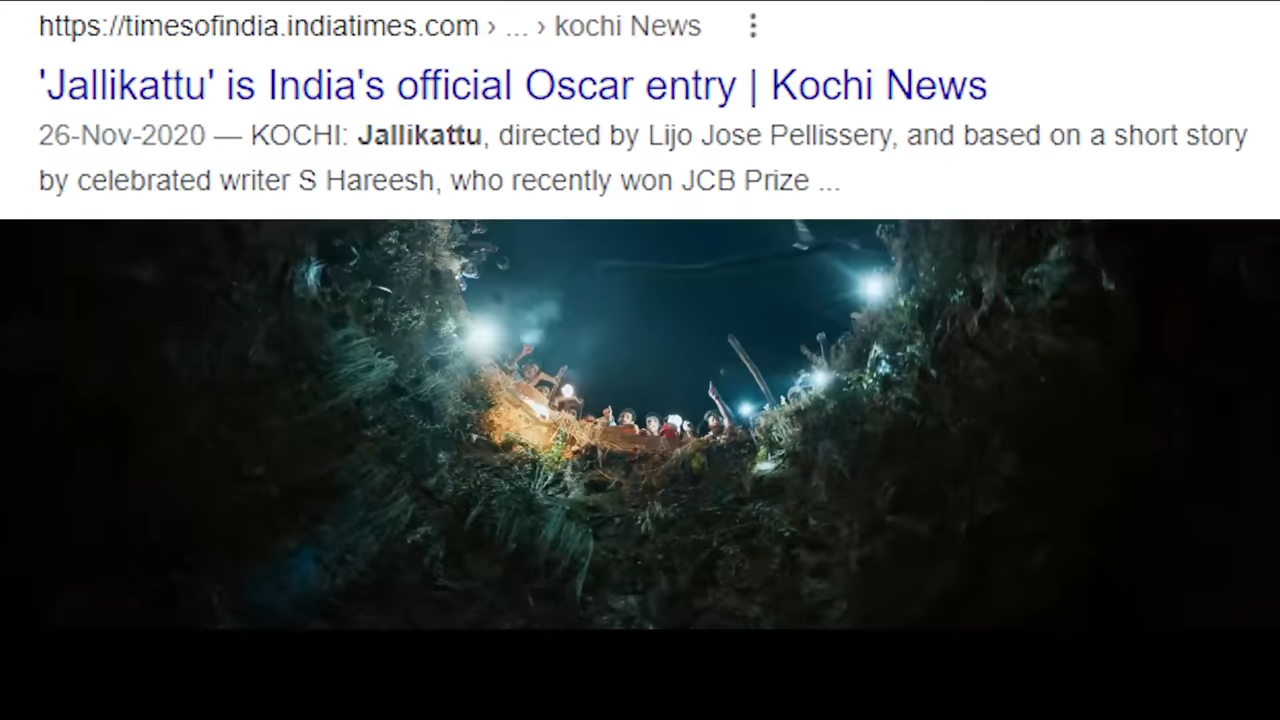 https://timesofindia.indiatimes.com › ... › kochi News
'Jallikattu' is India's official Oscar entry | Kochi News
26-Nov-2020 — KOCHI: Jallikattu, directed by Lijo Jose Pellissery, and based on a short story
by celebrated writer S Hareesh, who recently won JCB Prize ...